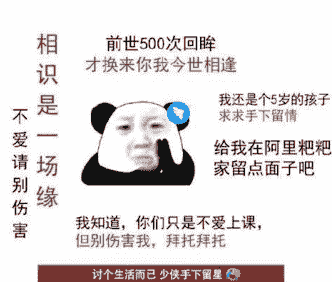 相识是一场缘
不爱请别伤害
前世500次回眸
才换来你我今世相逢
我还是个5岁的孩子
求求手下留情
给我在阿里粑粑
家留点面子吧
我知道，你们只是不爱上课，
但别伤害我，拜托拜托
讨个生活而已 少侠手下留星